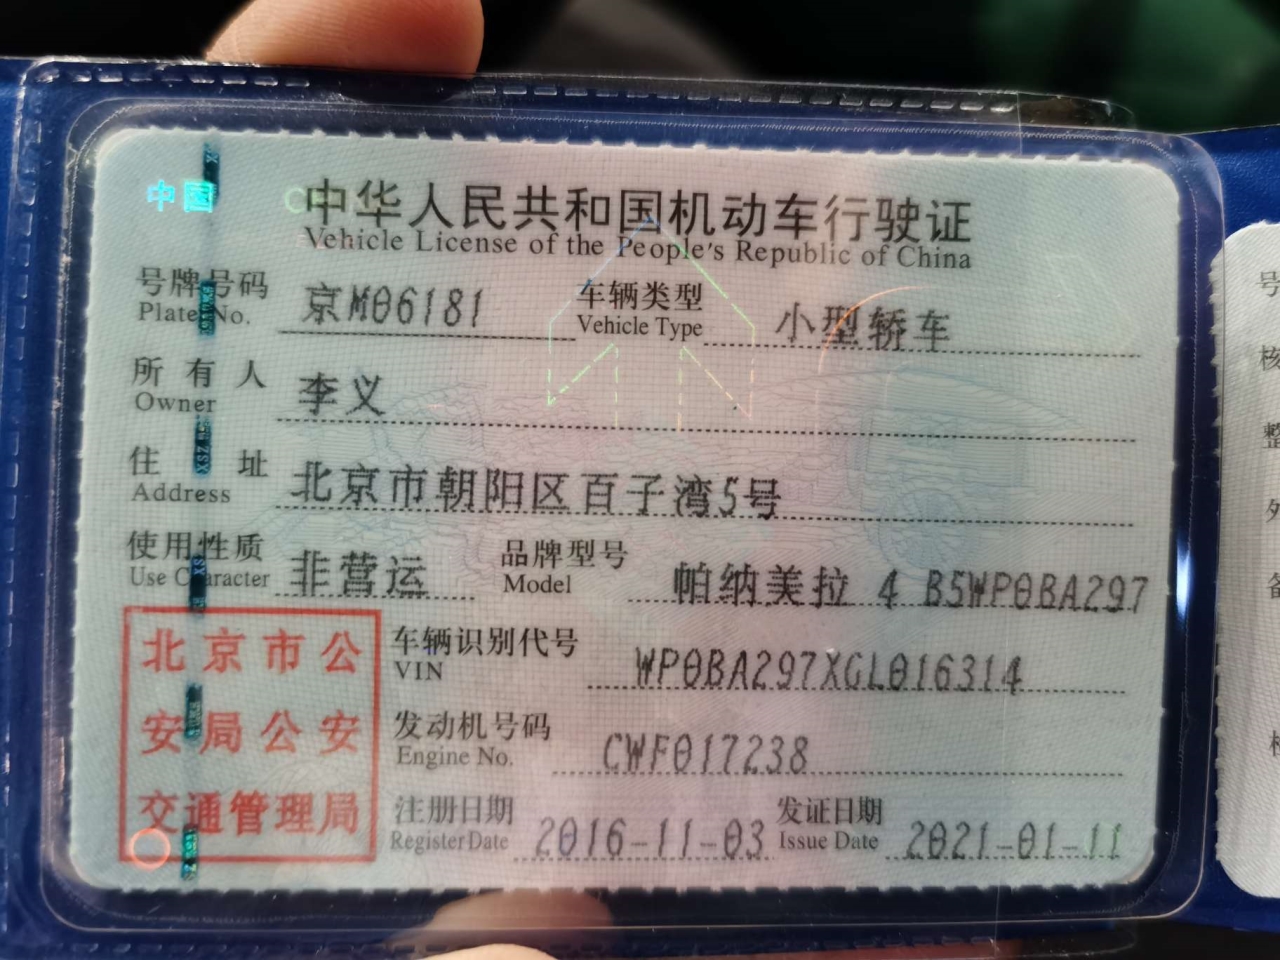 中国
中华人民共和国机动车行驶证
Vehicle License of the People's Republic of China
号牌号码 京M06181 车辆类型 小型轿车
Plate No. Vehicle Type
所有人 李义
Owner
住址 北京市朝阳区百子湾5号
Address
使用性质 非营运 品牌型号 帕纳美拉 4 B5WP0BA297
Use Character Model
北京市公
安局公安
交通管理局
车辆识别代号 WP0BA297XGL016314
VIN
发动机号码 CWF017238
Engine No.
注册日期 2016-11-03 发证日期 2021-01-11
Register Date Issue Date
号
核
整
外
备
检